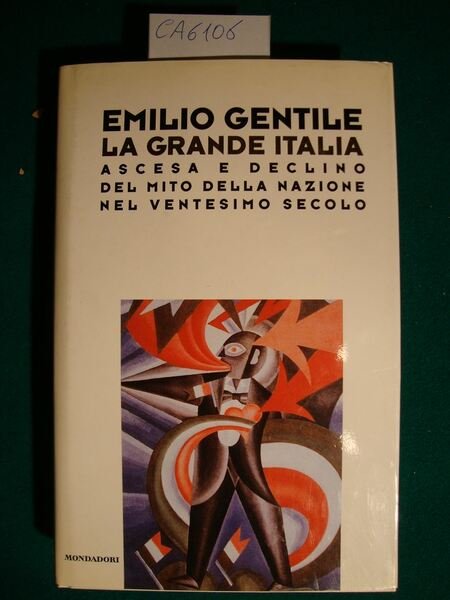 CA6106
EMILIO GENTILE
LA GRANDE ITALIA
ASCESA E DECLINO
DEL MITO DELLA NAZIONE
NEL VENTESIMO SECOLO
MONDADORI